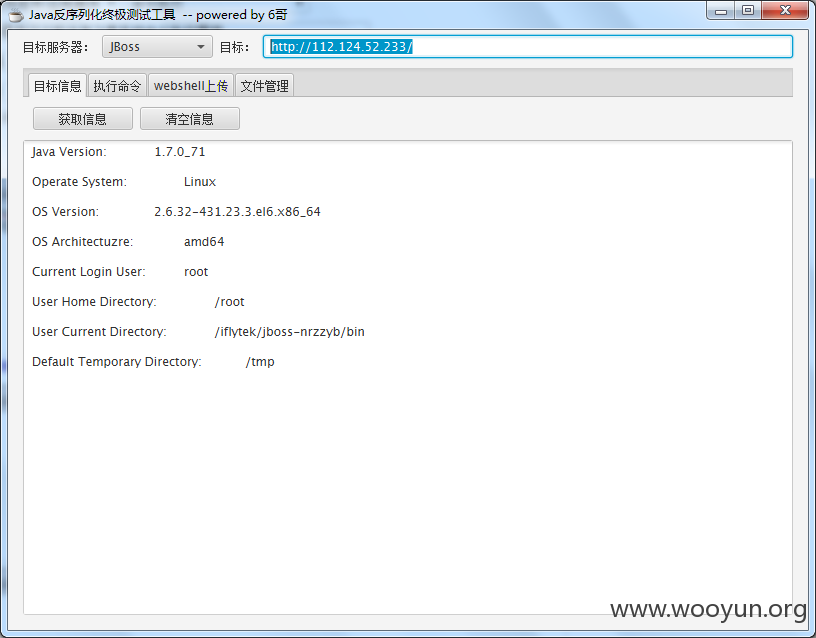 Java反序列化终极测试工具 -- powered by 6哥
目标服务器： JBoss 目标： http://112.124.52.233/
目标信息 执行命令 webshell上传 文件管理
获取信息 清空信息
Java Version: 1.7.0_71
Operate System: Linux
OS Version: 2.6.32-431.23.3.el6.x86_64
OS Architectuzre: amd64
Current Login User: root
User Home Directory: /root
User Current Directory: /iflytek/jboss-nrzzyb/bin
Default Temporary Directory: /tmp
www.wooyun.org